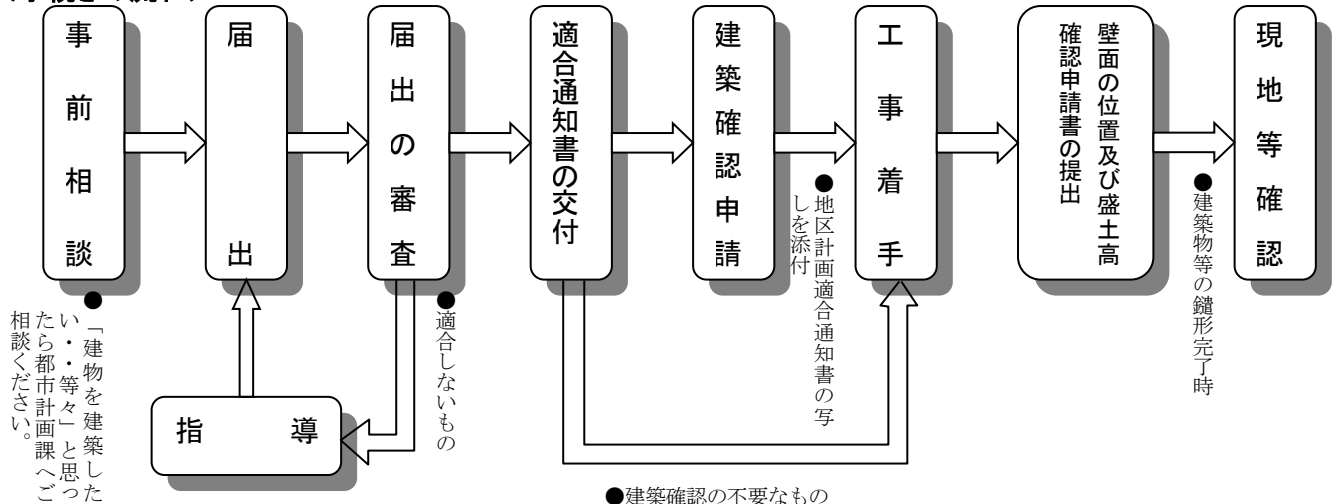 事前相談
届出
届出の審査
適合通知書の交付
建築確認申請
工事着手
壁面の位置及び盛土高
確認申請書の提出
現地等確認
●「建物を建築した
い・・等々」と思っ
たら都市計画課へご
相談ください。
指導
●適合しないもの
●地区計画適合通知書の写
しを添付
●建築物等の鑓形完了時
●建築確認の不要なもの